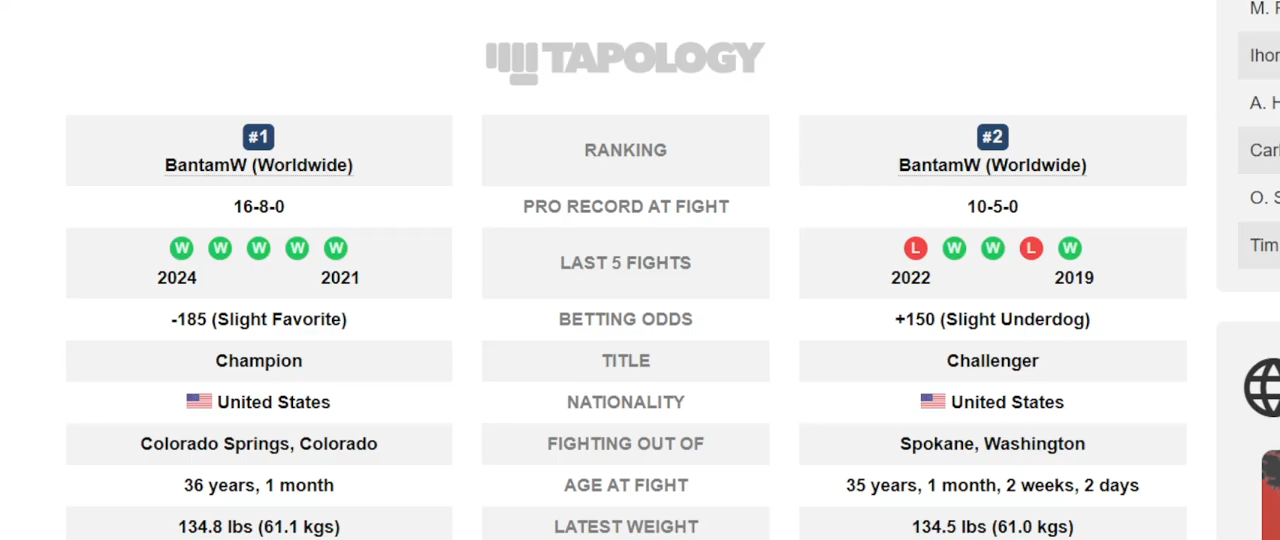 M. F
TAPOLOGY
#1
BantamW (Worldwide)
RANKING
#2
BantamW (Worldwide)
Ihor
A. H
16-8-0
PRO RECORD AT FIGHT
10-5-0
Carl
O. S
Tim
W W W W W
2024 2021
LAST 5 FIGHTS
L W W L W
2022 2019
-185 (Slight Favorite)
BETTING ODDS
+150 (Slight Underdog)
Champion
TITLE
Challenger
United States
NATIONALITY
United States
Colorado Springs, Colorado
FIGHTING OUT OF
Spokane, Washington
36 years, 1 month
AGE AT FIGHT
35 years, 1 month, 2 weeks, 2 days
134.8 lbs (61.1 kgs)
LATEST WEIGHT
134.5 lbs (61.0 kgs)